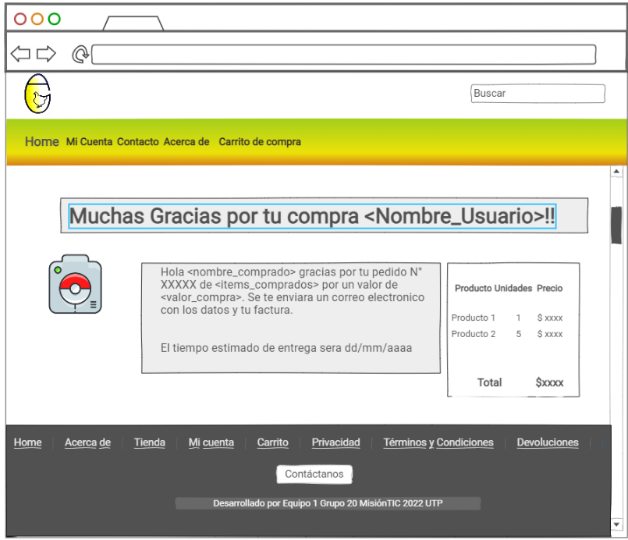 Buscar
Home Mi Cuenta Contacto Acerca de Carrito de compra
Muchas Gracias por tu compra <Nombre_Usuario>!!
Hola <nombre_comprado> gracias por tu pedido N°
XXXXX de <items_comprados> por un valor de
<valor_compra>. Se te enviara un correo electronico
con los datos y tu factura.
El tiempo estimado de entrega sera dd/mm/aaaa
Producto Unidades Precio
Producto 1 1 $ xxxx
Producto 2 5 $ xxxx
Total $xxxx
Home Acerca de Tienda Mi cuenta Carrito Privacidad Términos y Condiciones Devoluciones
Contáctanos
Desarrollado por Equipo 1 Grupo 20 MisiónTIC 2022 UTP